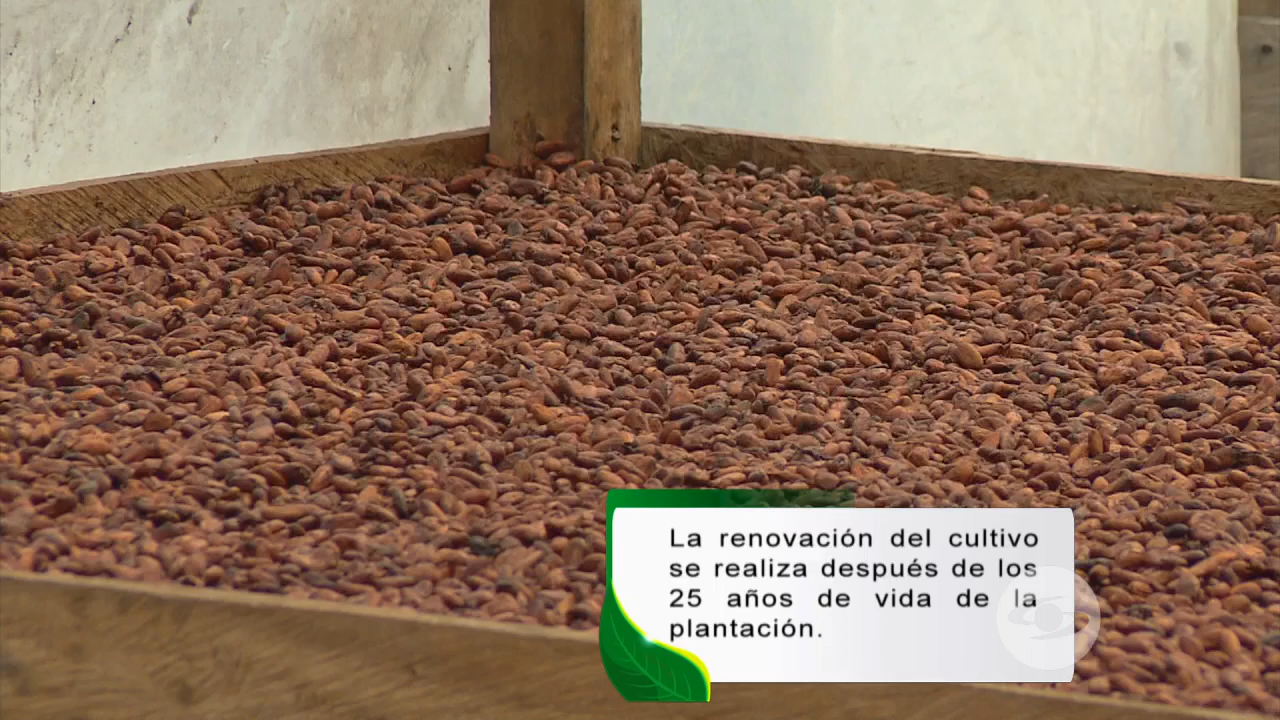 La renovación del cultivo
se realiza después de los
25 años de vida de la
plantación.